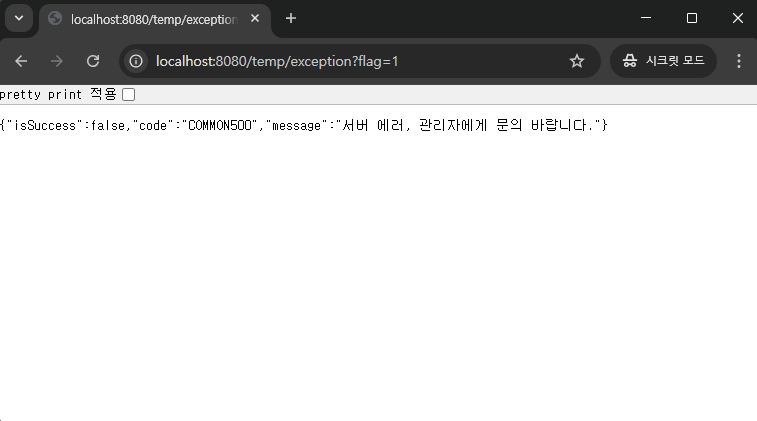 localhost:8080/temp/exception
localhost:8080/temp/exception?flag=1
시크릿 모드
pretty print 적용
{"isSuccess":false,"code":"COMMON500","message":"서버 에러, 관리자에게 문의 바랍니다."}